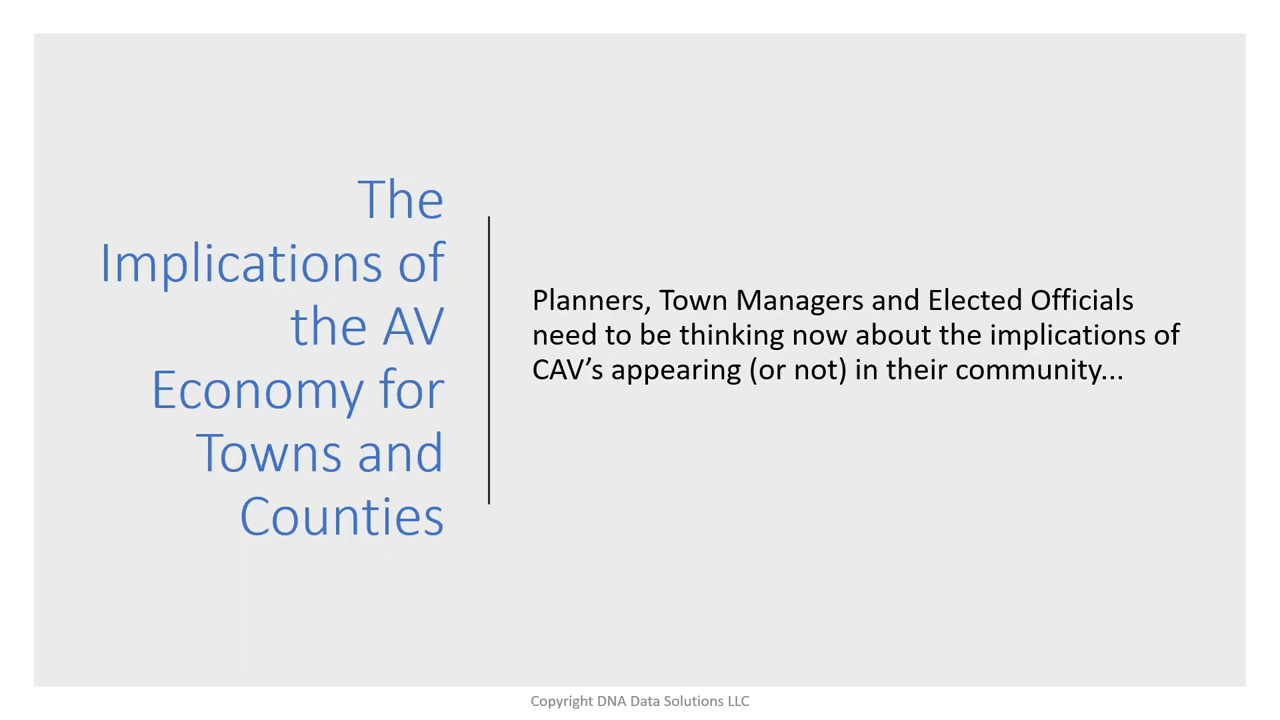 The
Implications of
the AV
Economy for
Towns and
Counties
Planners, Town Managers and Elected Officials
need to be thinking now about the implications of
CAV’s appearing (or not) in their community...
Copyright DNA Data Solutions LLC